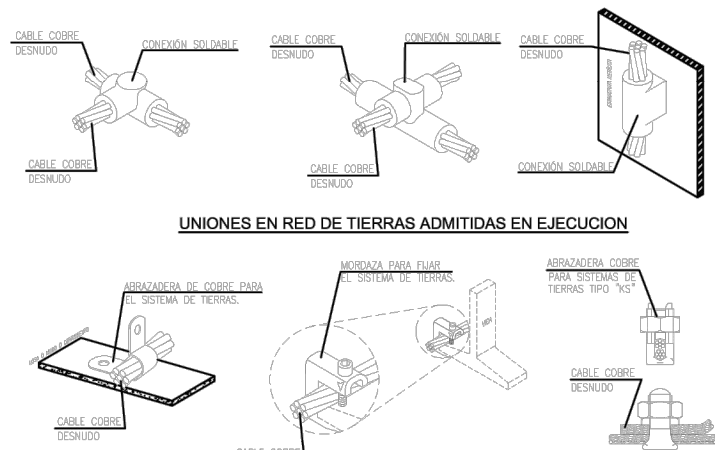 CABLE COBRE
DESNUDO
CONEXIÓN SOLDABLE
CABLE COBRE
DESNUDO
CABLE COBRE
DESNUDO
CONEXIÓN SOLDABLE
CABLE COBRE
DESNUDO
CABLE COBRE
DESNUDO
CONEXIÓN SOLDABLE
UNIONES EN RED DE TIERRAS ADMITIDAS EN EJECUCION
ABRAZADERA DE COBRE PARA
EL SISTEMA DE TIERRAS.
CABLE COBRE
DESNUDO
MORDAZA PARA FIJAR
EL SISTEMA DE TIERRAS.
CABLE COBRE
ABRAZADERA COBRE
PARA SISTEMAS DE
TIERRAS TIPO "KS"
CABLE COBRE
DESNUDO